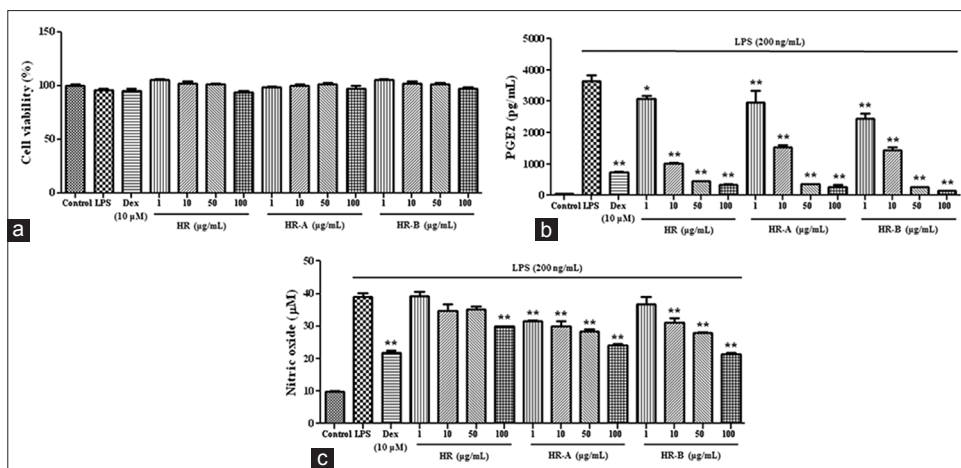 150
100
50
0
Cell viability (%)
Control LPS Dex 1 10 50 100 1 10 50 100 1 10 50 100
(10 µM)
HR (µg/mL) HR-A (µg/mL) HR-B (µg/mL)
a
LPS (200 ng/mL)
5000
4000
3000
2000
1000
0
PGE2 (pg/mL)
** * ** ** ** ** ** ** ** ** ** ** **
Control LPS Dex 1 10 50 100 1 10 50 100 1 10 50 100
(10 µM)
HR (µg/mL) HR-A (µg/mL) HR-B (µg/mL)
b
LPS (200 ng/mL)
50
40
30
20
10
0
Nitric oxide (µM)
** ** ** ** ** ** ** ** **
Control LPS Dex 1 10 50 100 1 10 50 100 1 10 50 100
(10 µM)
HR (µg/mL) HR-A (µg/mL) HR-B (µg/mL)
c